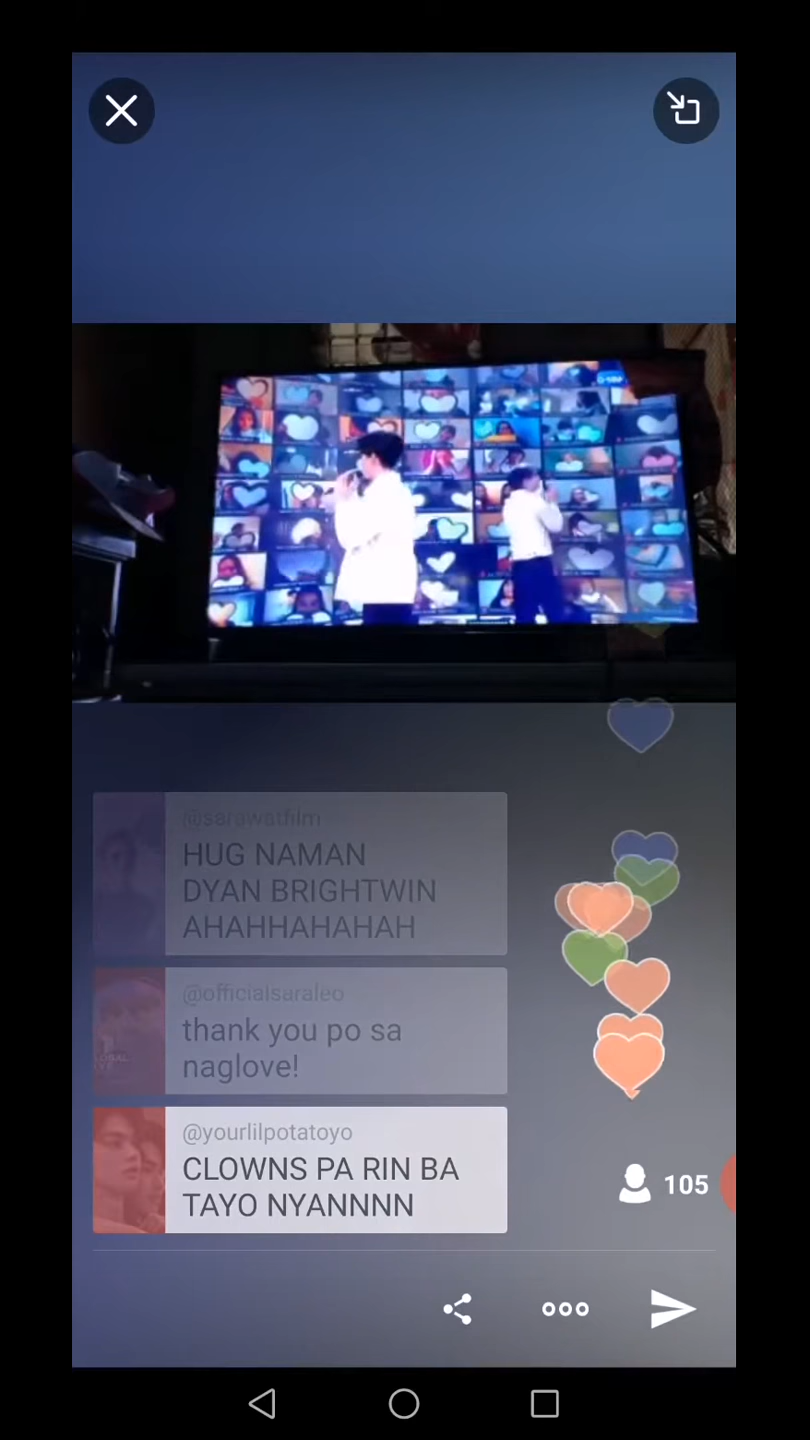 @sarawatfilm
HUG NAMAN
DYAN BRIGHTWIN
AHAHHAHAHAH
@officialsaraleo
thank you po sa
naglove!
@yourlilpotatoyo
CLOWNS PA RIN BA
TAYO NYANNNN
105